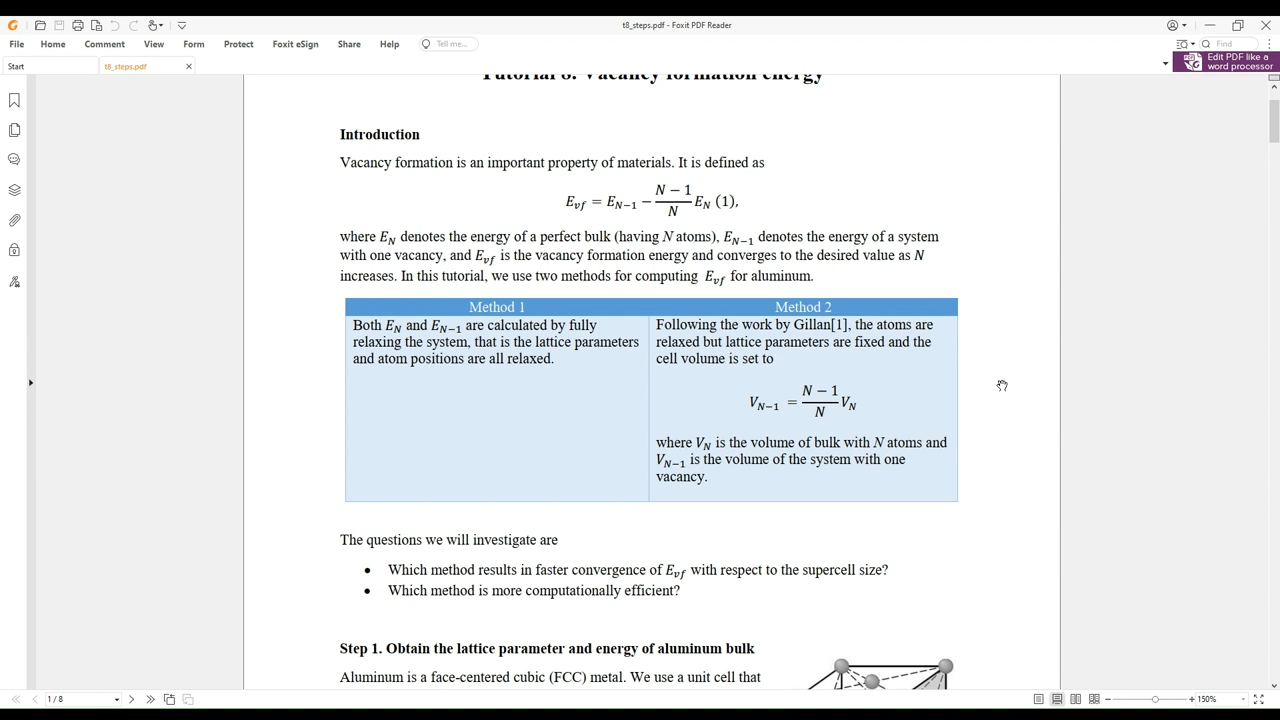 t8_steps.pdf - Foxit PDF Reader
File Home Comment View Form Protect Foxit eSign Share Help Tell me... Find
Start t8_steps.pdf
Edit PDF like a
word processor
Tutorial 8. Vacancy formation energy
Introduction
Vacancy formation is an important property of materials. It is defined as
E_vf = E_{N−1} − (N − 1)/N E_N (1),
where E_N denotes the energy of a perfect bulk (having N atoms), E_{N−1} denotes the energy of a system
with one vacancy, and E_vf is the vacancy formation energy and converges to the desired value as N
increases. In this tutorial, we use two methods for computing E_vf for aluminum.
Method 1
Both E_N and E_{N−1} are calculated by fully
relaxing the system, that is the lattice parameters
and atom positions are all relaxed.
Method 2
Following the work by Gillan[1], the atoms are
relaxed but lattice parameters are fixed and the
cell volume is set to
V_{N−1} = (N − 1)/N V_N
where V_N is the volume of bulk with N atoms and
V_{N−1} is the volume of the system with one
vacancy.
The questions we will investigate are
• Which method results in faster convergence of E_vf with respect to the supercell size?
• Which method is more computationally efficient?
Step 1. Obtain the lattice parameter and energy of aluminum bulk
Aluminum is a face-centered cubic (FCC) metal. We use a unit cell that
1 / 8
150%